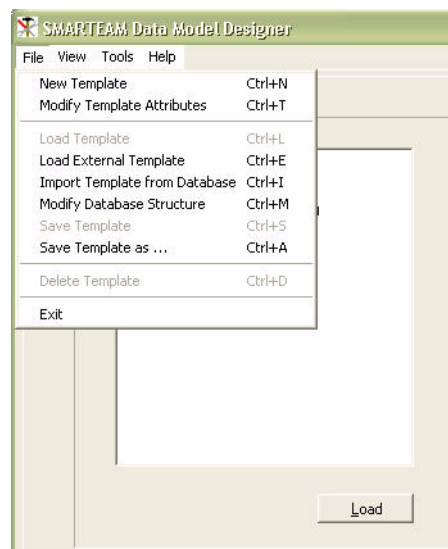 SMARTEAM Data Model Designer
File View Tools Help
New Template Ctrl+N
Modify Template Attributes Ctrl+T
Load Template Ctrl+L
Load External Template Ctrl+E
Import Template from Database Ctrl+I
Modify Database Structure Ctrl+M
Save Template Ctrl+S
Save Template as ... Ctrl+A
Delete Template Ctrl+D
Exit
Load